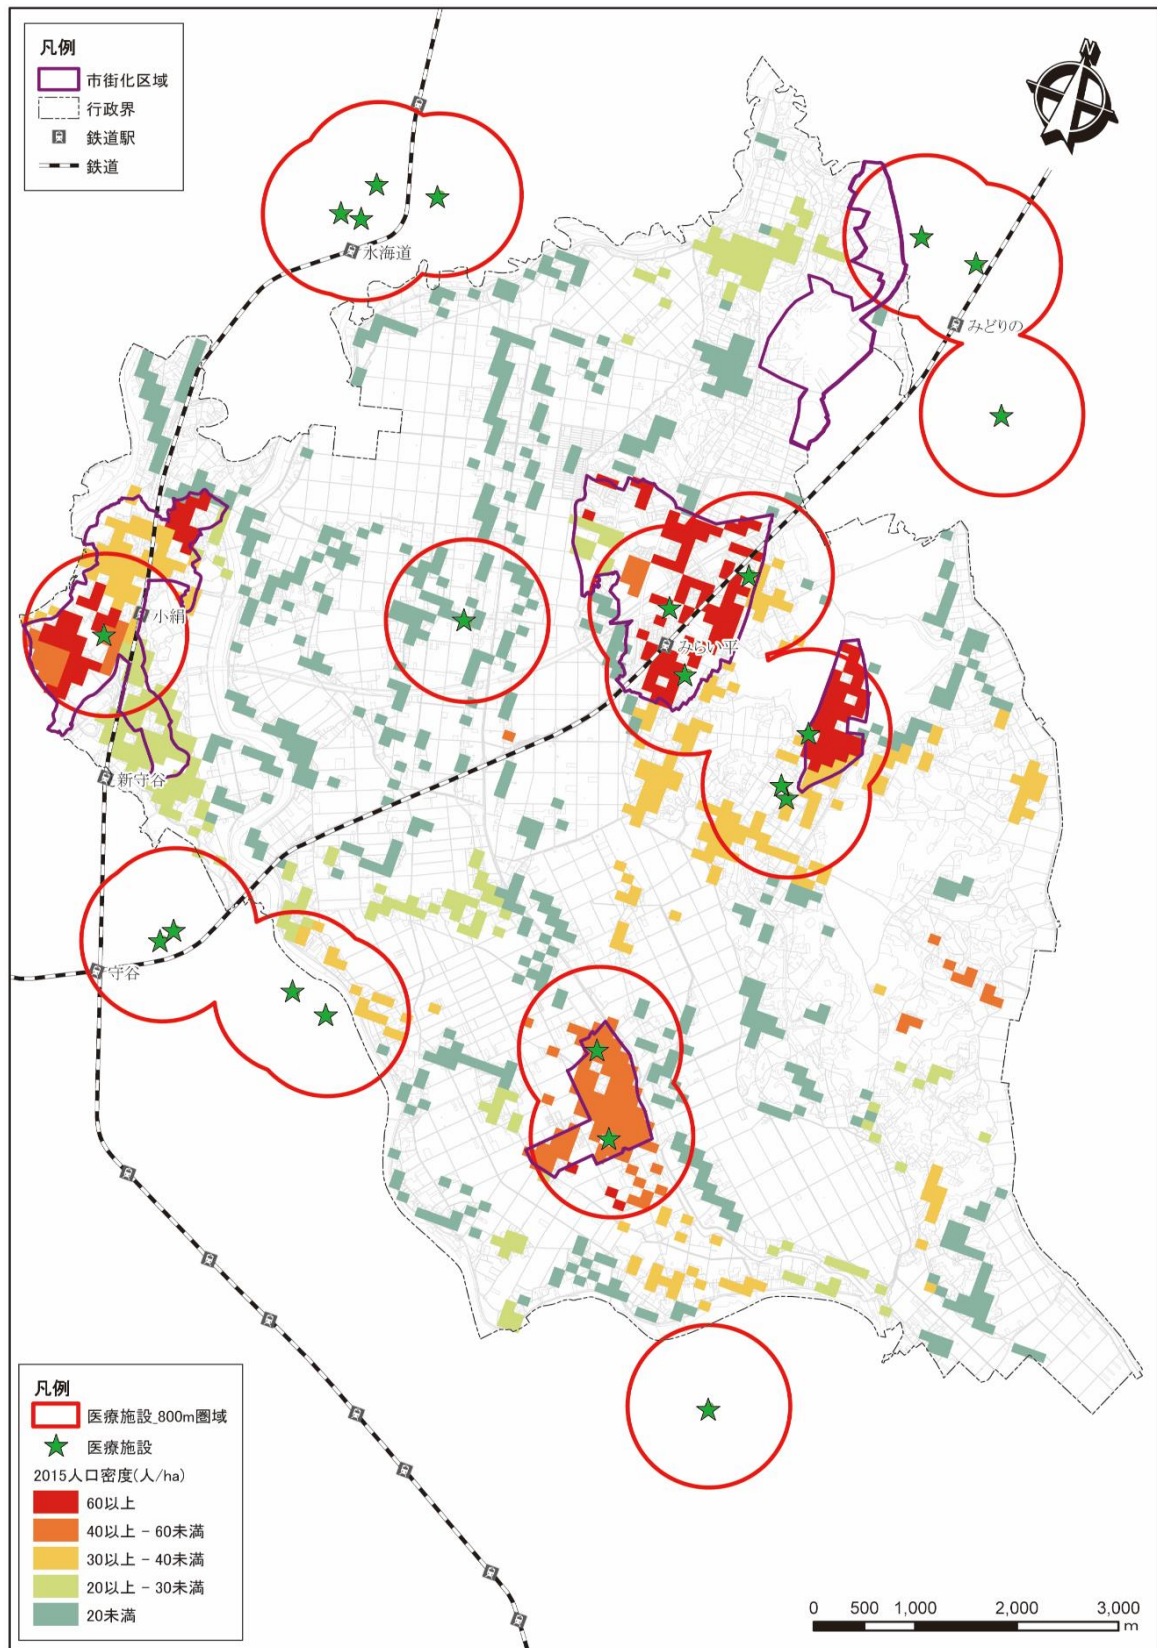 凡例
市街化区域
行政界
鉄道駅
鉄道
N
水海道
みどりの
小絹
みらい平
新守谷
守谷
凡例
医療施設_800m圏域
医療施設
2015人口密度(人/ha)
60以上
40以上 - 60未満
30以上 - 40未満
20以上 - 30未満
20未満
0 500 1,000 2,000 3,000
m